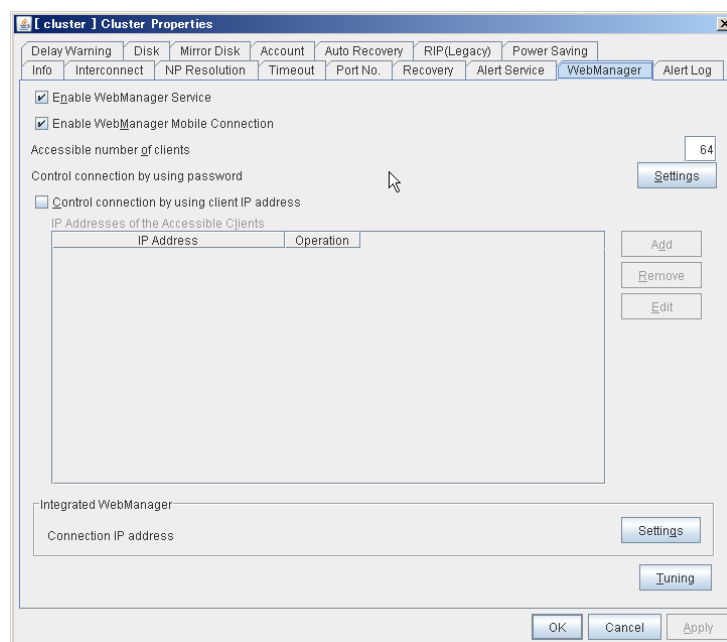 [ cluster ] Cluster Properties
Delay Warning Disk Mirror Disk Account Auto Recovery RIP(Legacy) Power Saving
Info Interconnect NP Resolution Timeout Port No. Recovery Alert Service WebManager Alert Log
Enable WebManager Service
Enable WebManager Mobile Connection
Accessible number of clients 64
Control connection by using password Settings
Control connection by using client IP address
IP Addresses of the Accessible Clients
IP Address Operation
Add
Remove
Edit
Integrated WebManager
Connection IP address Settings
Tuning
OK Cancel Apply